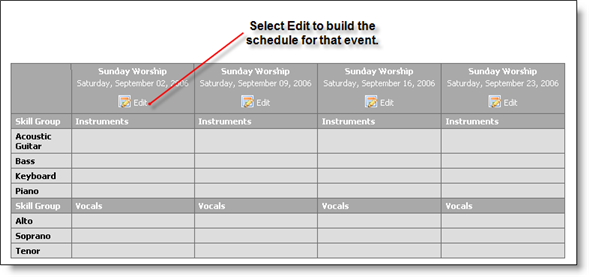 Select Edit to build the
schedule for that event.
Sunday Worship Sunday Worship Sunday Worship Sunday Worship
Saturday, September 02, 2006 Saturday, September 09, 2006 Saturday, September 16, 2006 Saturday, September 23, 2006
Edit Edit Edit Edit
Skill Group Instruments Instruments Instruments Instruments
Acoustic
Guitar
Bass
Keyboard
Piano
Skill Group Vocals Vocals Vocals Vocals
Alto
Soprano
Tenor